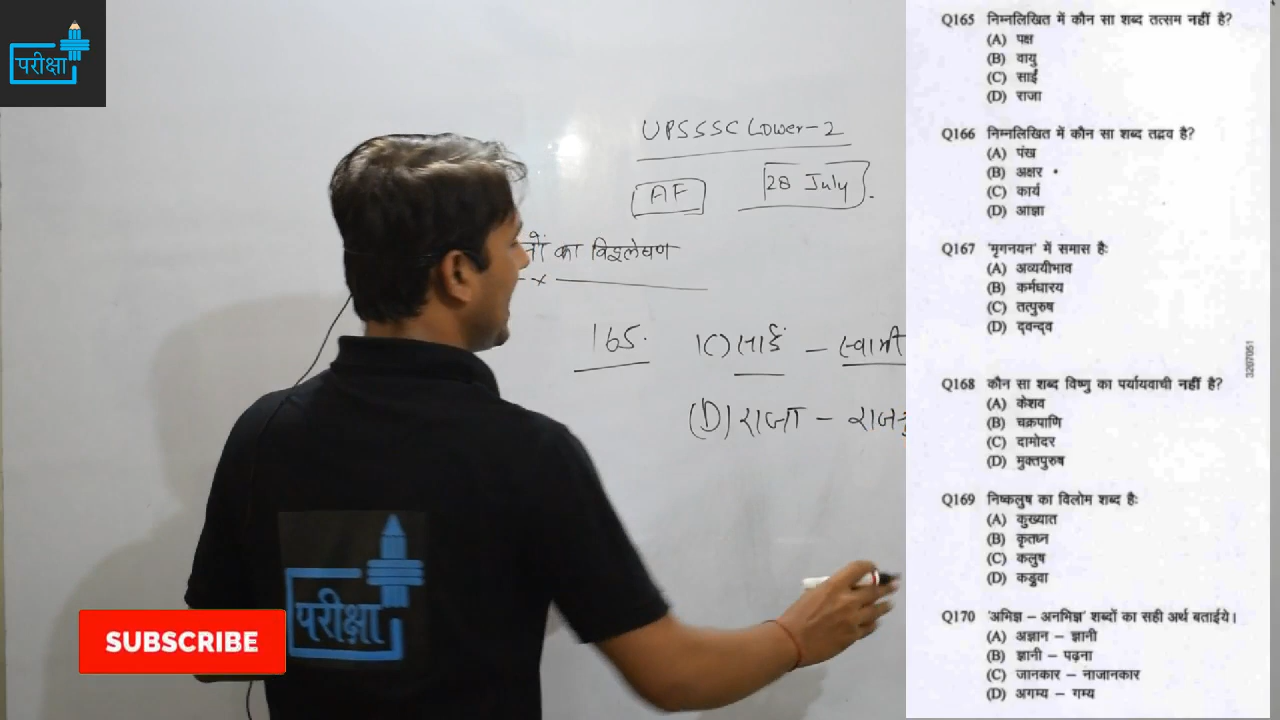 परीक्षा
UPSSSC Lower-2
AF
28 July.
का विश्लेषण
165.
(C) साईं – स्वामी
(D) राजा –
परीक्षा
SUBSCRIBE
Q165 निम्नलिखित में कौन सा शब्द तत्सम नहीं है?
(A) पक्ष
(B) वायु
(C) साईं
(D) राजा
Q166 निम्नलिखित में कौन सा शब्द तद्भव है?
(A) पंख
(B) अक्षर
(C) कार्य
(D) आज्ञा
Q167 'मृगनयन' में समास है:
(A) अव्ययीभाव
(B) कर्मधारय
(C) तत्पुरुष
(D) द्वन्द्व
3207051
Q168 कौन सा शब्द विष्णु का पर्यायवाची नहीं है?
(A) केशव
(B) चक्रपाणि
(C) दामोदर
(D) मुक्तपुरुष
Q169 निष्कलुष का विलोम शब्द है:
(A) कुख्यात
(B) कृतघ्न
(C) कलुष
(D) कड़ुवा
Q170 'अभिज्ञ – अनभिज्ञ' शब्दों का सही अर्थ बताईये।
(A) अज्ञान – ज्ञानी
(B) ज्ञानी – पढ़ना
(C) जानकार – नाजानकार
(D) अगम्य – गम्य